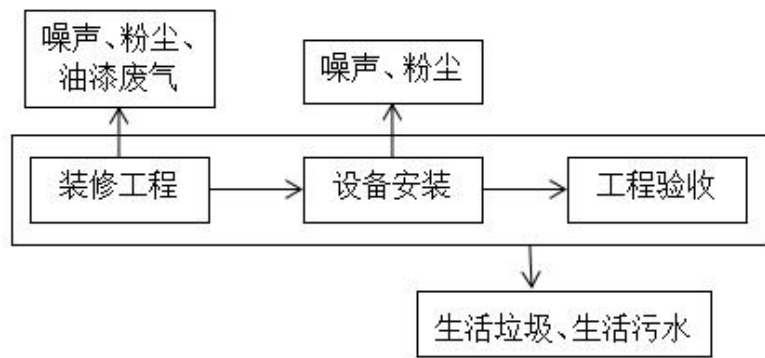 噪声、粉尘、
油漆废气
噪声、粉尘
装修工程
设备安装
工程验收
生活垃圾、生活污水